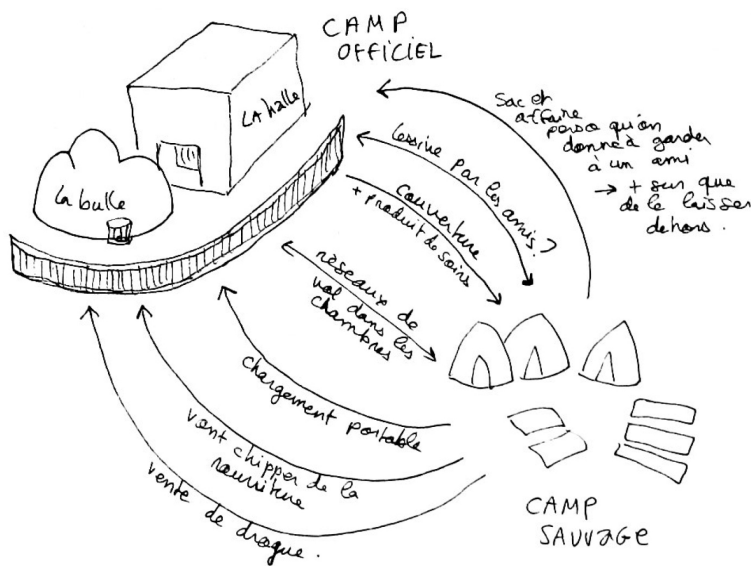 CAMP
OFFICIEL
LA halle
La bulle
Sac et
affaire
perso qu'on
donne à garder
à un ami
→ + sur que
de le laisser
dehors.
lessive par les amis ?
couverture
+ produit de soins
réseaux de
vol dans les
chambres
chargement portable
vont chipper de la
nourriture
vente de drogue.
CAMP
SAUVAGE